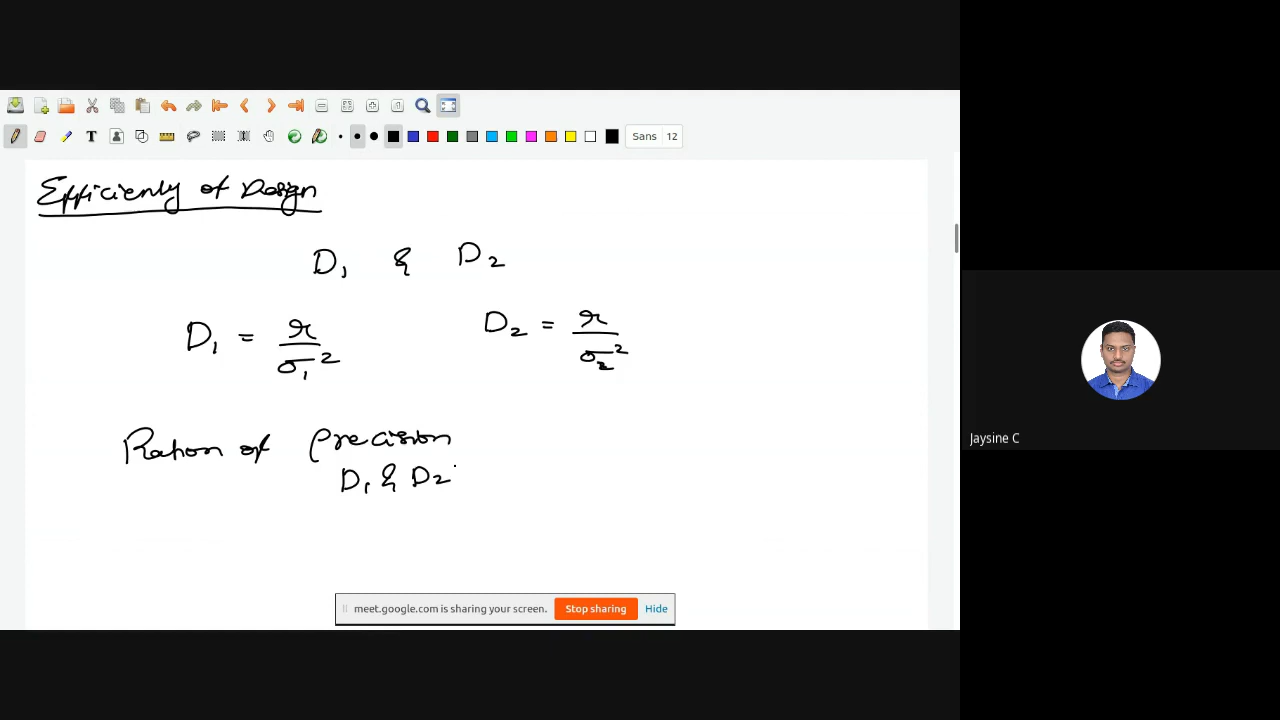 T Sans 12
Efficienly of Design
D₁ & D₂
D₁ = r/σ₁² D₂ = r/σ₂²
Ration of Precision
D₁ & D₂
Jaysine C
meet.google.com is sharing your screen. Stop sharing Hide